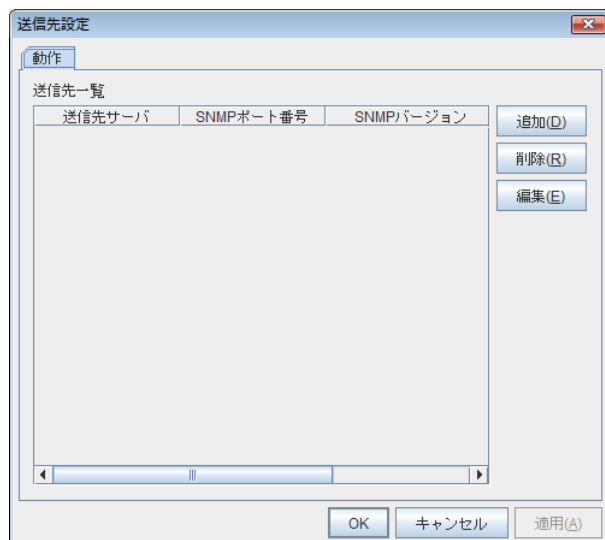 送信先設定
動作
送信先一覧
送信先サーバ SNMPポート番号 SNMPバージョン
追加(D)
削除(R)
編集(E)
OK キャンセル 適用(A)